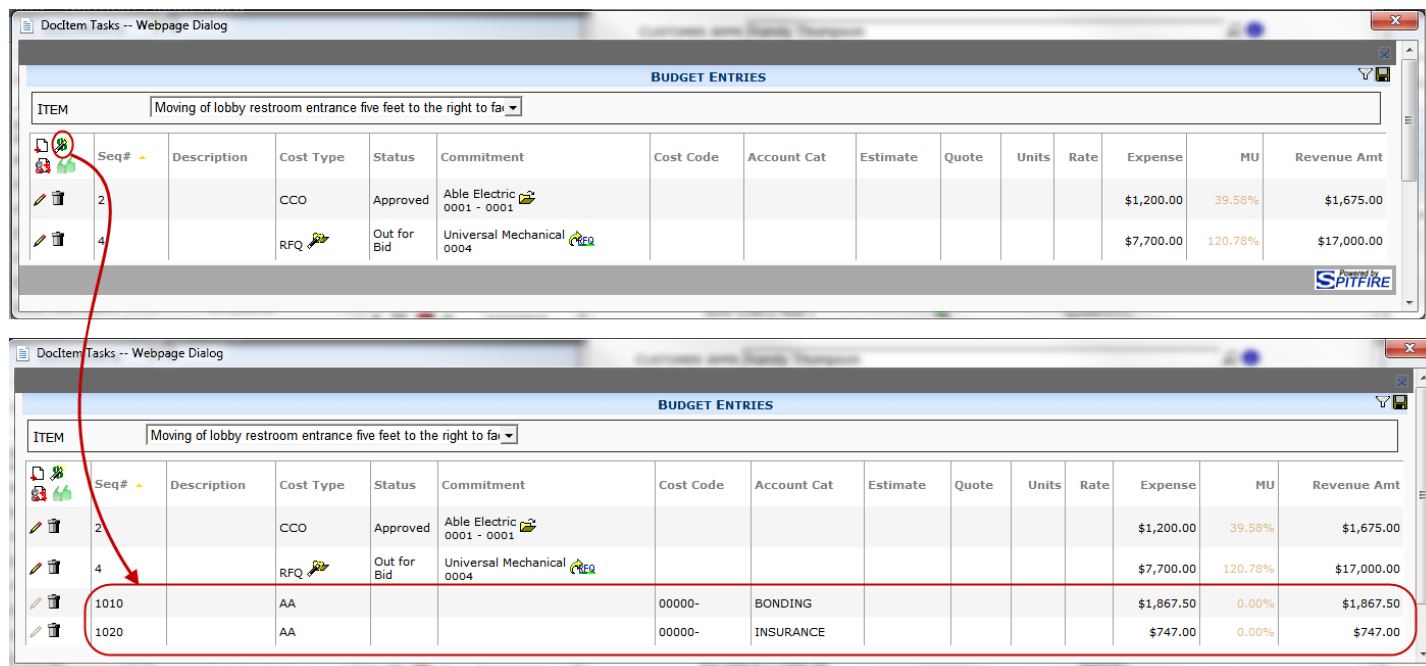 DocItem Tasks -- Webpage Dialog
BUDGET ENTRIES
ITEM Moving of lobby restroom entrance five feet to the right to fa
Seq# Description Cost Type Status Commitment Cost Code Account Cat Estimate Quote Units Rate Expense MU Revenue Amt
2 CCO Approved Able Electric $1,200.00 39.58% $1,675.00
0001 - 0001
4 RFQ Out for Universal Mechanical RFQ $7,700.00 120.78% $17,000.00
Bid 0004
Powered by
SPITFIRE
DocItem Tasks -- Webpage Dialog
BUDGET ENTRIES
ITEM Moving of lobby restroom entrance five feet to the right to fa
Seq# Description Cost Type Status Commitment Cost Code Account Cat Estimate Quote Units Rate Expense MU Revenue Amt
2 CCO Approved Able Electric $1,200.00 39.58% $1,675.00
0001 - 0001
4 RFQ Out for Universal Mechanical RFQ $7,700.00 120.78% $17,000.00
Bid 0004
1010 AA 00000- BONDING $1,867.50 0.00% $1,867.50
1020 AA 00000- INSURANCE $747.00 0.00% $747.00